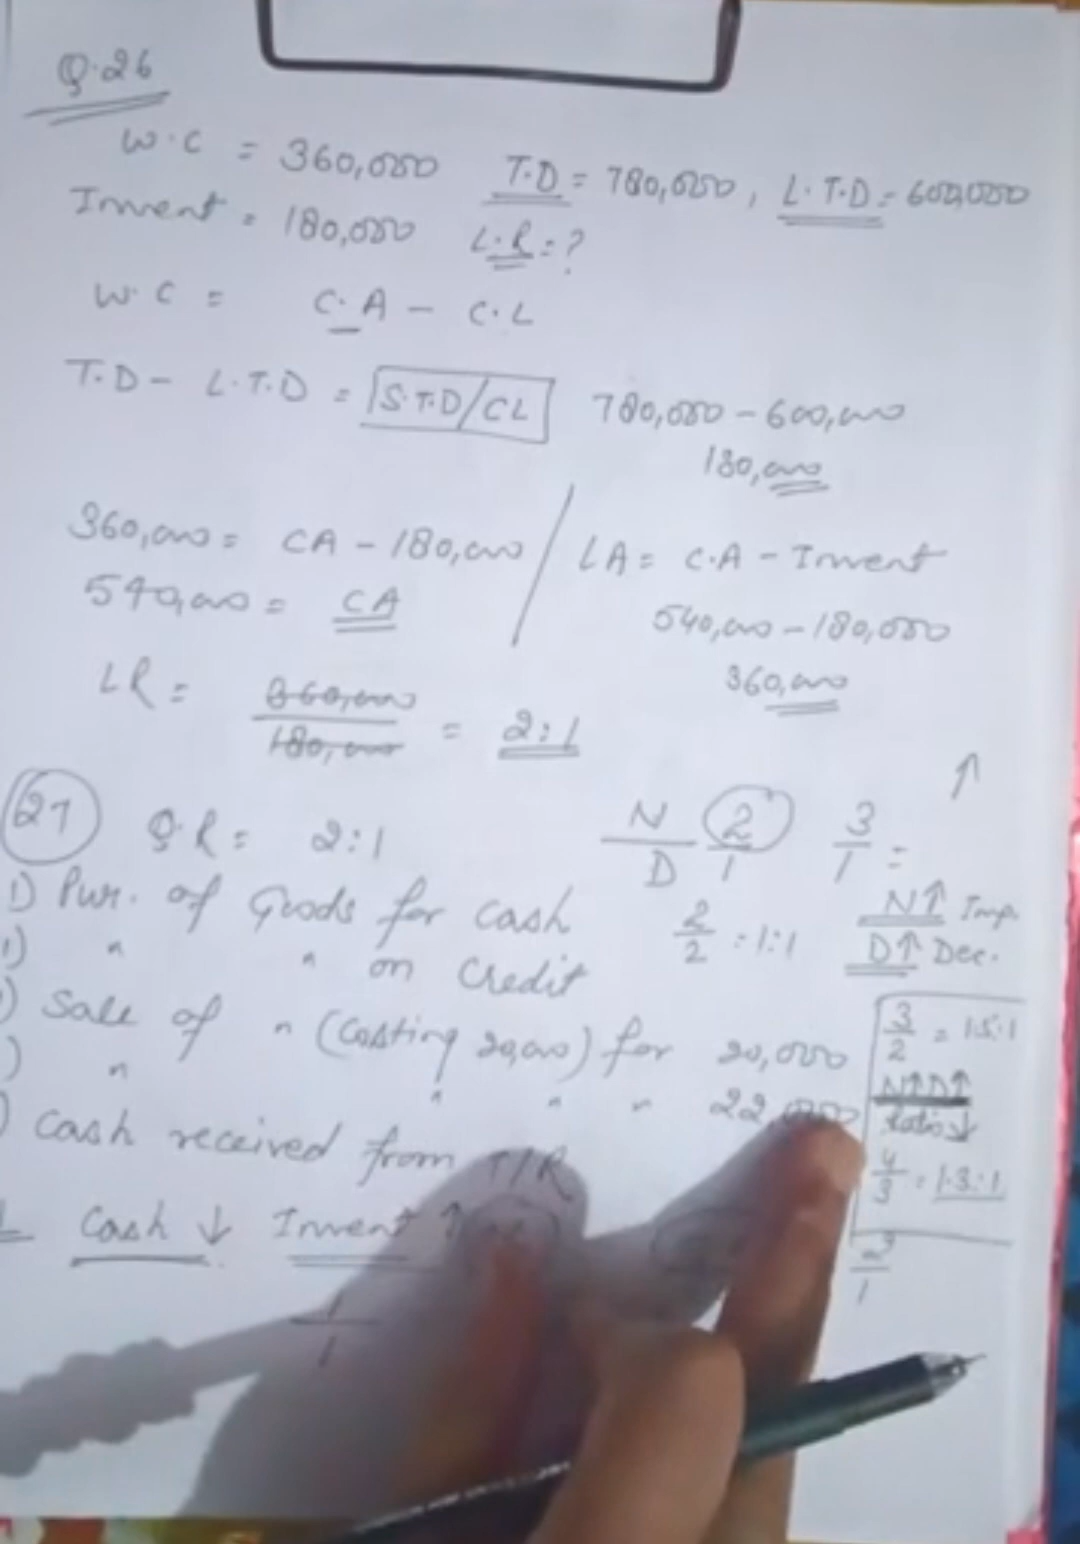 Q.26
W.C = 360,000 T.D = 780,000, L.T.D = 600,000
Invent = 180,000 L.R = ?
W.C = C.A - C.L
T.D - L.T.D = S.T.D/CL 780,000 - 600,000
180,000
360,000 = CA - 180,000 / LA = C.A - Invent
540,000 = CA 540,000 - 180,000
360,000
LR = 360,000
180,000 = 2:1
27 Q.R = 2:1 N 2 3 ↑
D 1 1 =
1) Pur. of Goods for cash 2/2 = 1:1 N↑ Imp.
" " on credit D↑ Dec.
Sale of " (Costing 20,000) for 20,000 3/2 = 1.5:1
" " " " 22,000 N↑D↑
ratio↓
Cash received from T/R 4/3 = 1.3:1
Cash ↓ Invent ↑ 2/1
1/1